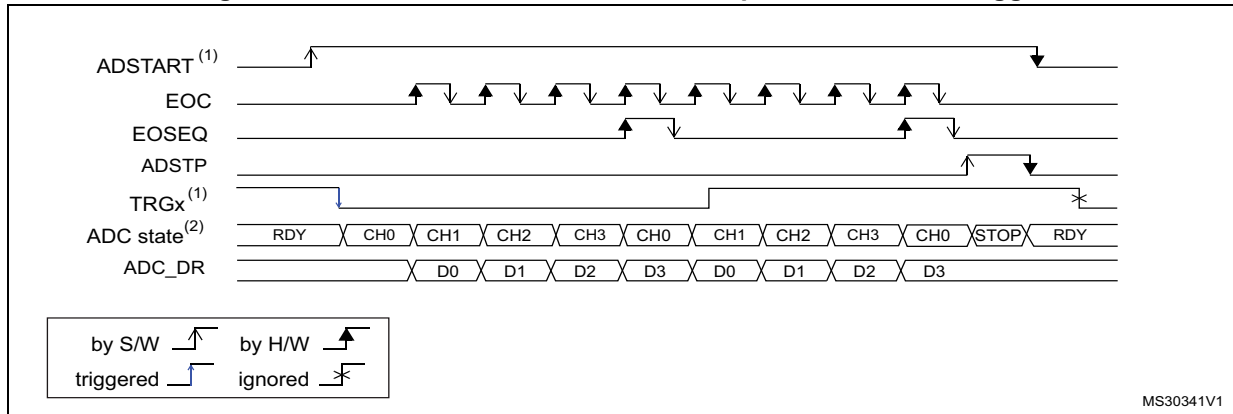 ADSTART (1)
EOC
EOSEQ
ADSTP
TRGx (1)
ADC state (2) RDY CH0 CH1 CH2 CH3 CH0 CH1 CH2 CH3 CH0 STOP RDY
ADC_DR D0 D1 D2 D3 D0 D1 D2 D3
by S/W by H/W
triggered ignored
MS30341V1